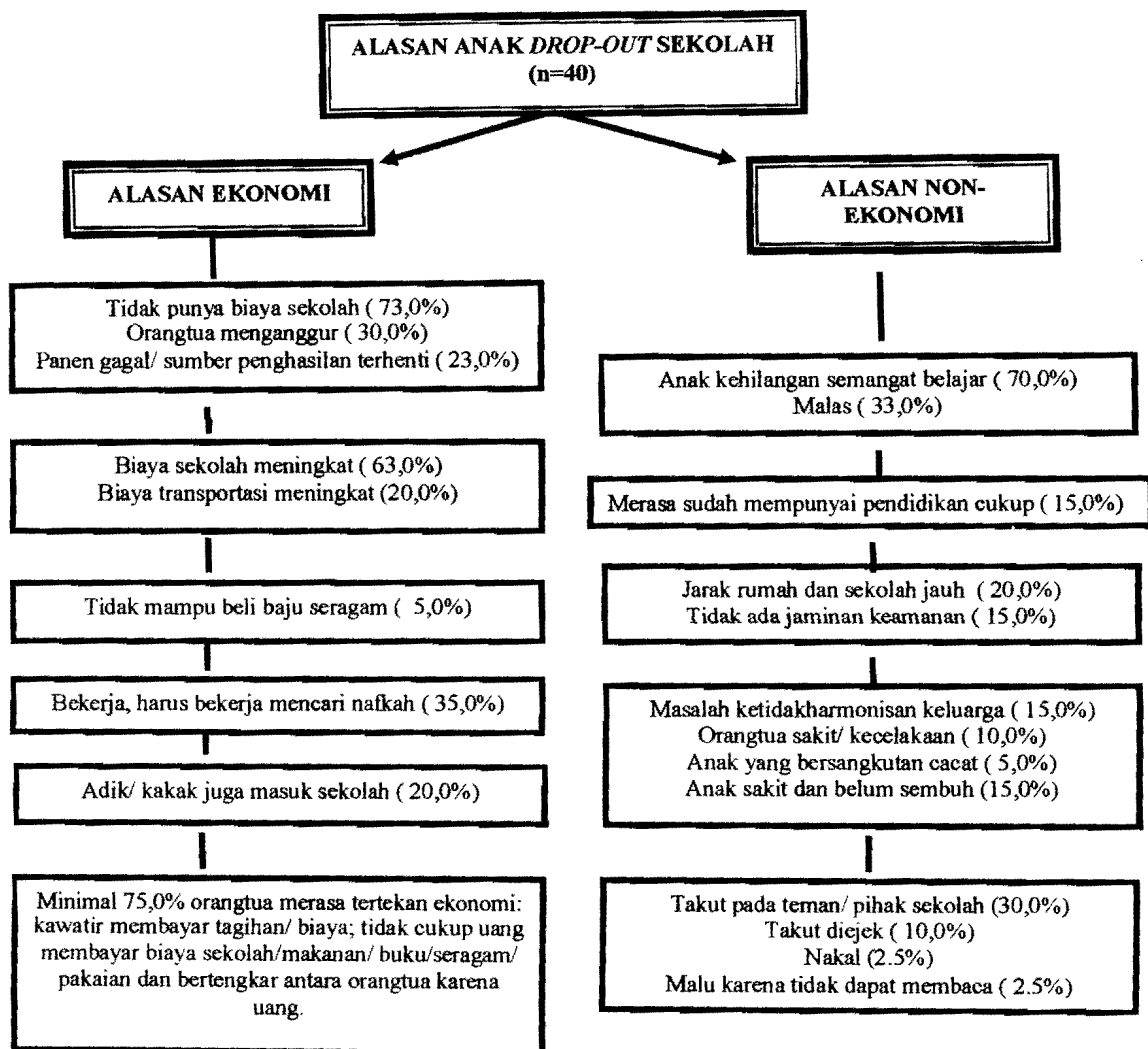 ALASAN ANAK DROP-OUT SEKOLAH
(n=40)
ALASAN EKONOMI
Tidak punya biaya sekolah ( 73,0%)
Orangtua menganggur ( 30,0%)
Panen gagal/ sumber penghasilan terhenti ( 23,0%)
Biaya sekolah meningkat ( 63,0%)
Biaya transportasi meningkat (20,0%)
Tidak mampu beli baju seragam ( 5,0%)
Bekerja, harus bekerja mencari nafkah ( 35,0%)
Adik/ kakak juga masuk sekolah ( 20,0%)
Minimal 75,0% orangtua merasa tertekan ekonomi:
kawatir membayar tagihan/ biaya; tidak cukup uang
membayar biaya sekolah/makanan/ buku/seragam/
pakaian dan bertengkar antara orangtua karena
uang.
ALASAN NON-
EKONOMI
Anak kehilangan semangat belajar ( 70,0%)
Malas ( 33,0%)
Merasa sudah mempunyai pendidikan cukup ( 15,0%)
Jarak rumah dan sekolah jauh ( 20,0%)
Tidak ada jaminan keamanan ( 15,0%)
Masalah ketidakharmonisan keluarga ( 15,0%)
Orangtua sakit/ kecelakaan ( 10,0%)
Anak yang bersangkutan cacat ( 5,0%)
Anak sakit dan belum sembuh (15,0%)
Takut pada teman/ pihak sekolah (30,0%)
Takut diejek ( 10,0%)
Nakal (2.5%)
Malu karena tidak dapat membaca ( 2.5%)